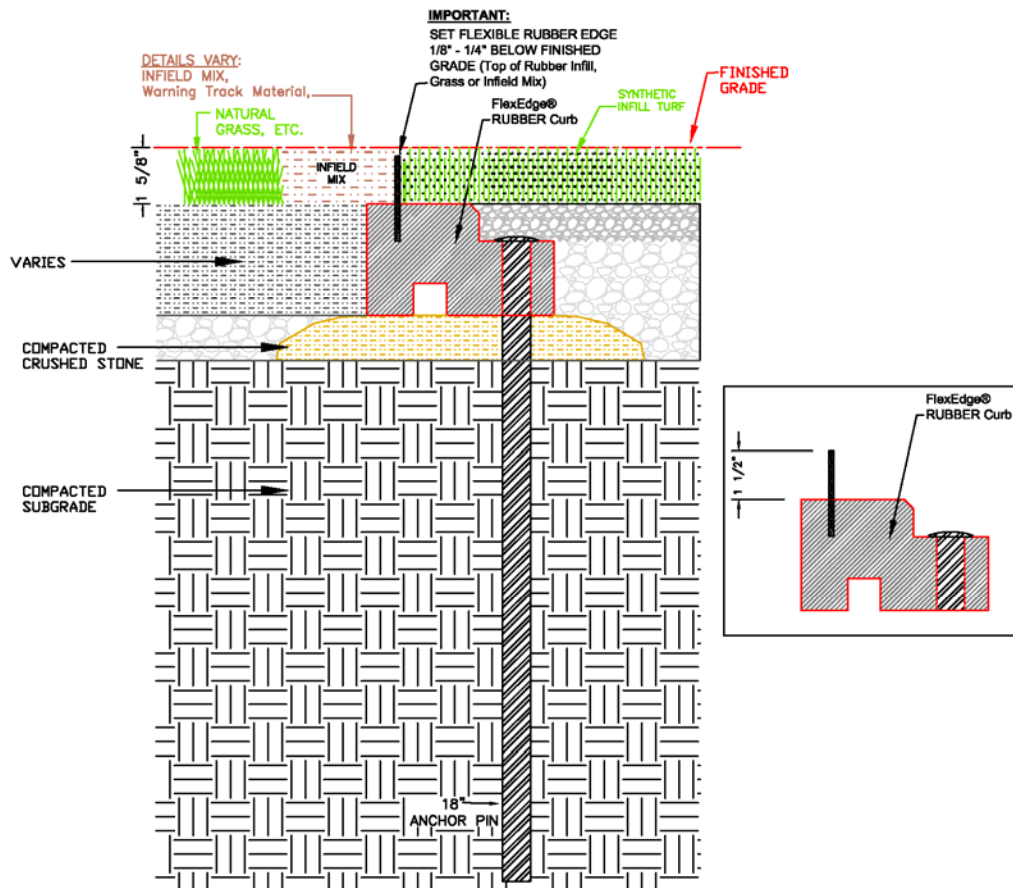 IMPORTANT:
SET FLEXIBLE RUBBER EDGE
1/8" - 1/4" BELOW FINISHED
GRADE (Top of Rubber Infill,
Grass or Infield Mix)
DETAILS VARY:
INFIELD MIX,
Warning Track Material,
FINISHED
GRADE
SYNTHETIC
INFILL TURF
NATURAL
GRASS, ETC.
FlexEdge®
RUBBER Curb
1 5/8"
INFIELD
MIX
VARIES
COMPACTED
CRUSHED STONE
COMPACTED
SUBGRADE
18"
ANCHOR PIN
FlexEdge®
RUBBER Curb
1 1/2"